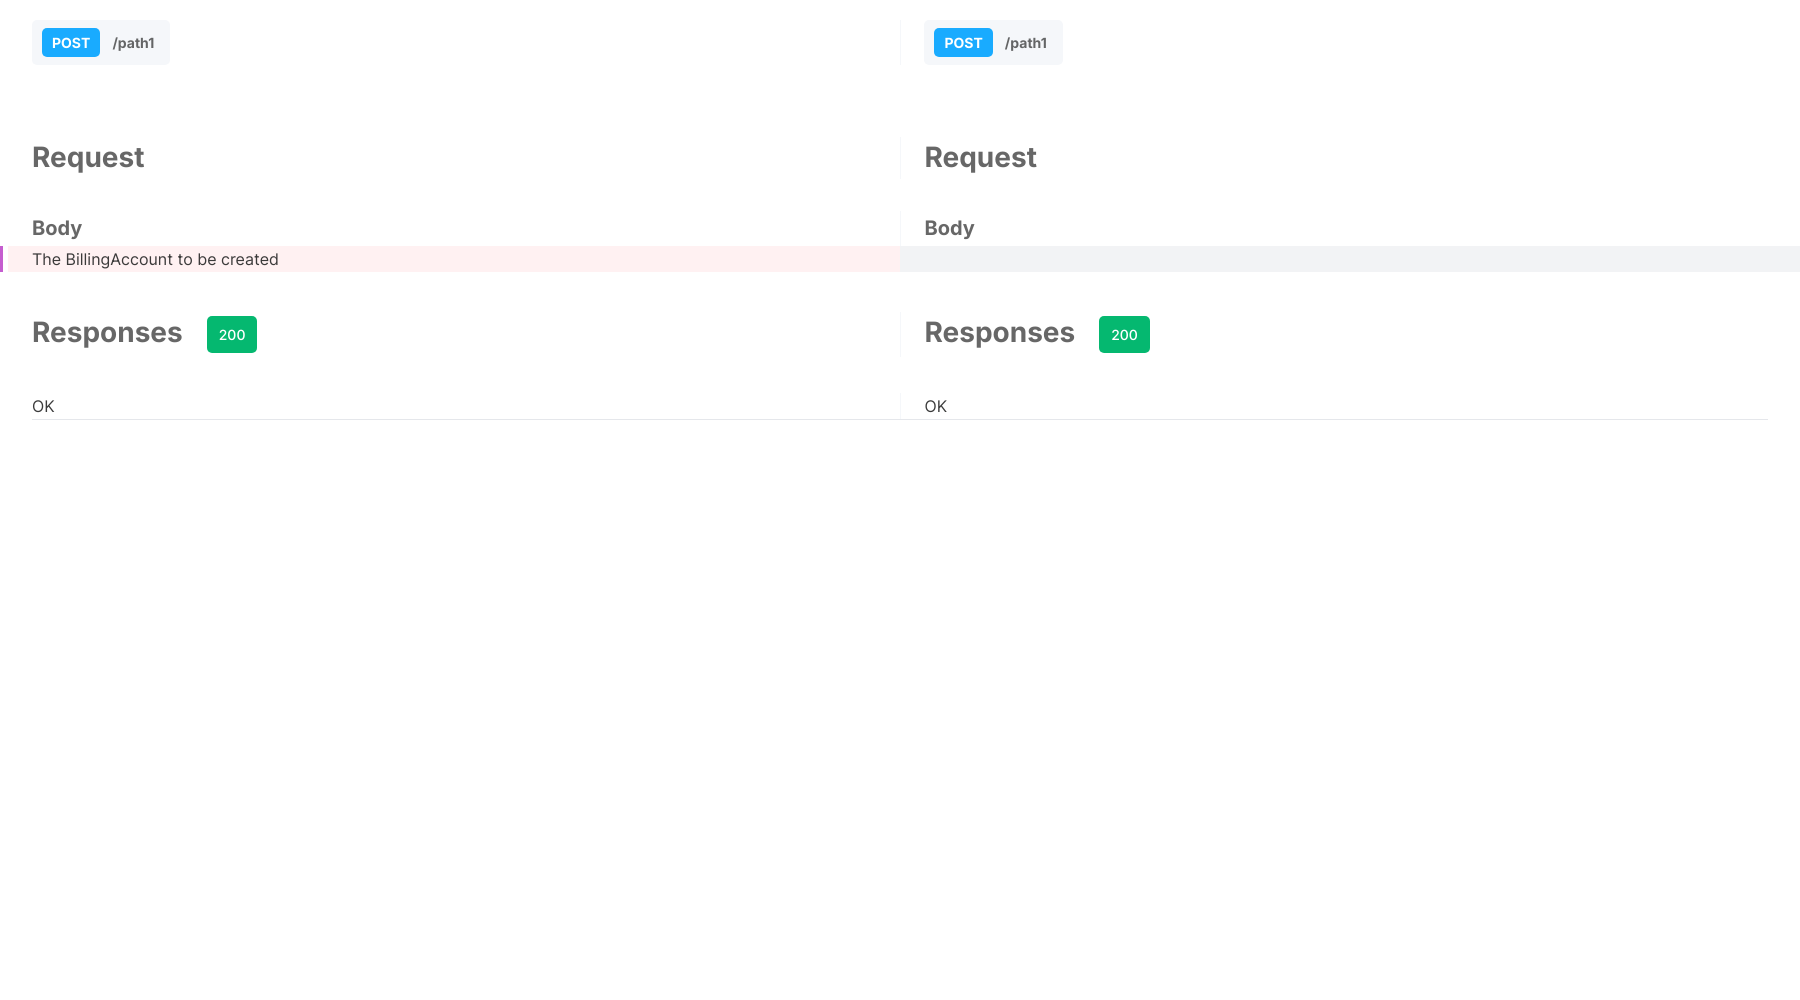 POST /path1
POST /path1
Request
Request
Body
Body
The BillingAccount to be created
Responses 200
Responses 200
OK
OK